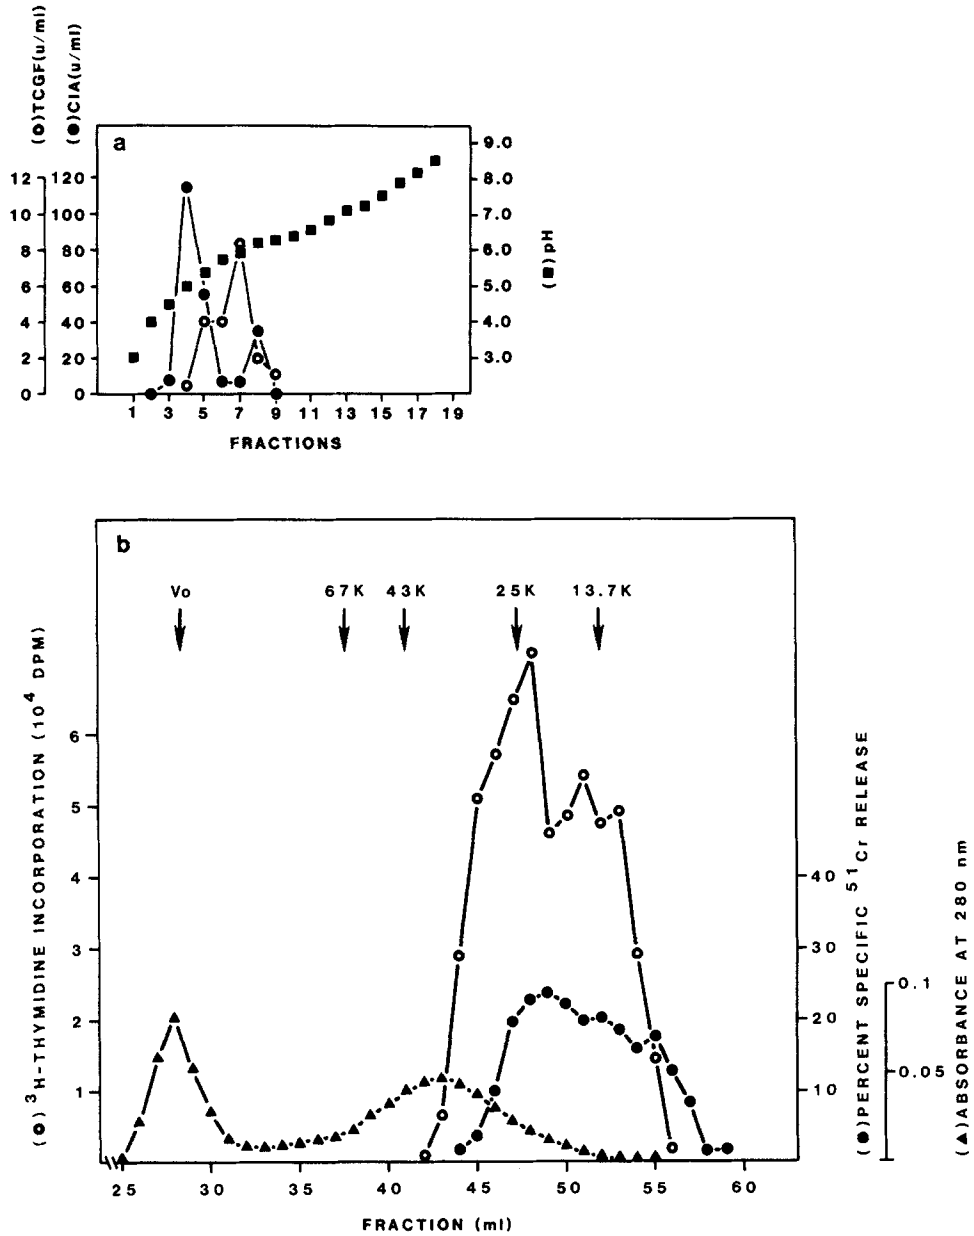 (o)TCGF(u/ml)
(●)CIA(u/ml)
a
12 120
10 100
8 80
6 60
4 40
2 20
0 0
9.0
8.0
7.0
6.0
5.0
4.0
3.0
(■)pH
1 3 5 7 9 11 13 15 17 19
FRACTIONS
b
Vo 67K 43K 25K 13.7K
(o) ³H-THYMIDINE INCORPORATION (10⁴ DPM)
6
5
4
3
2
1
40
30
20
10
(●)PERCENT SPECIFIC ⁵¹Cr RELEASE
0.1
0.05
(▲)ABSORBANCE AT 280 nm
25 30 35 40 45 50 55 60
FRACTION (ml)